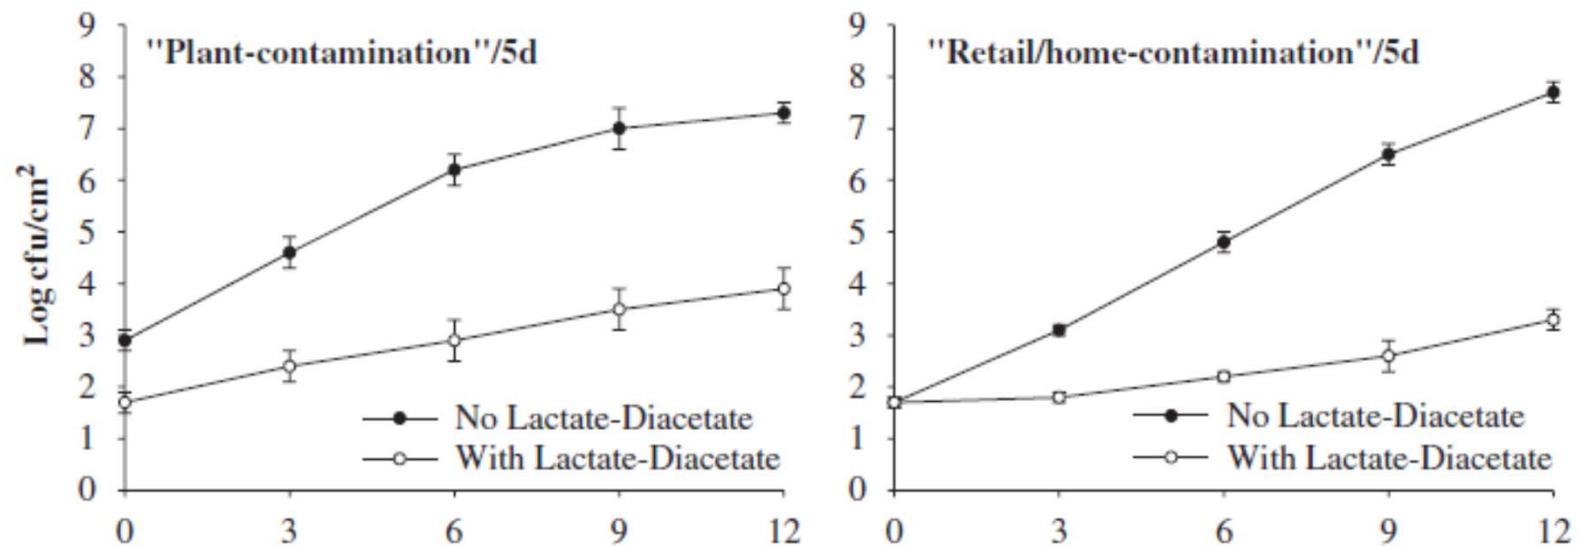 "Plant-contamination"/5d
Log cfu/cm²
9
8
7
6
5
4
3
2
1
0
No Lactate-Diacetate
With Lactate-Diacetate
0 3 6 9 12
"Retail/home-contamination"/5d
9
8
7
6
5
4
3
2
1
0
No Lactate-Diacetate
With Lactate-Diacetate
0 3 6 9 12